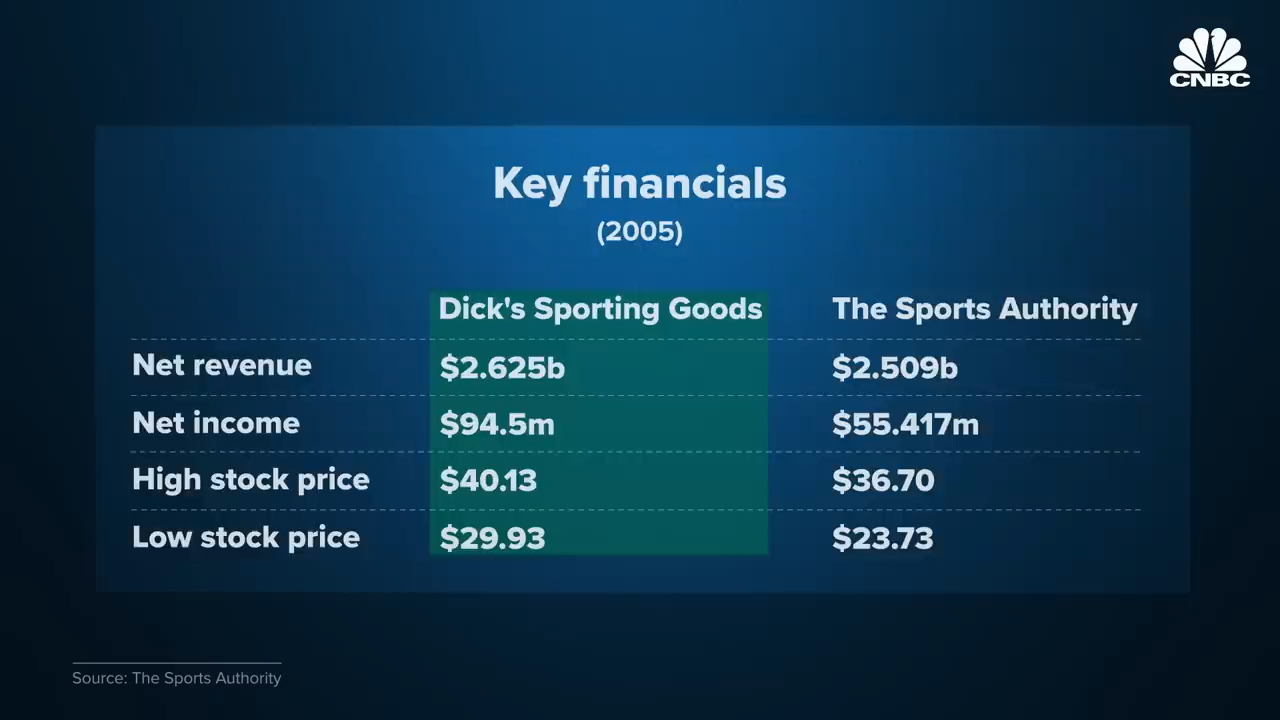 CNBC
Key financials
(2005)
Dick's Sporting Goods The Sports Authority
Net revenue $2.625b $2.509b
Net income $94.5m $55.417m
High stock price $40.13 $36.70
Low stock price $29.93 $23.73
Source: The Sports Authority